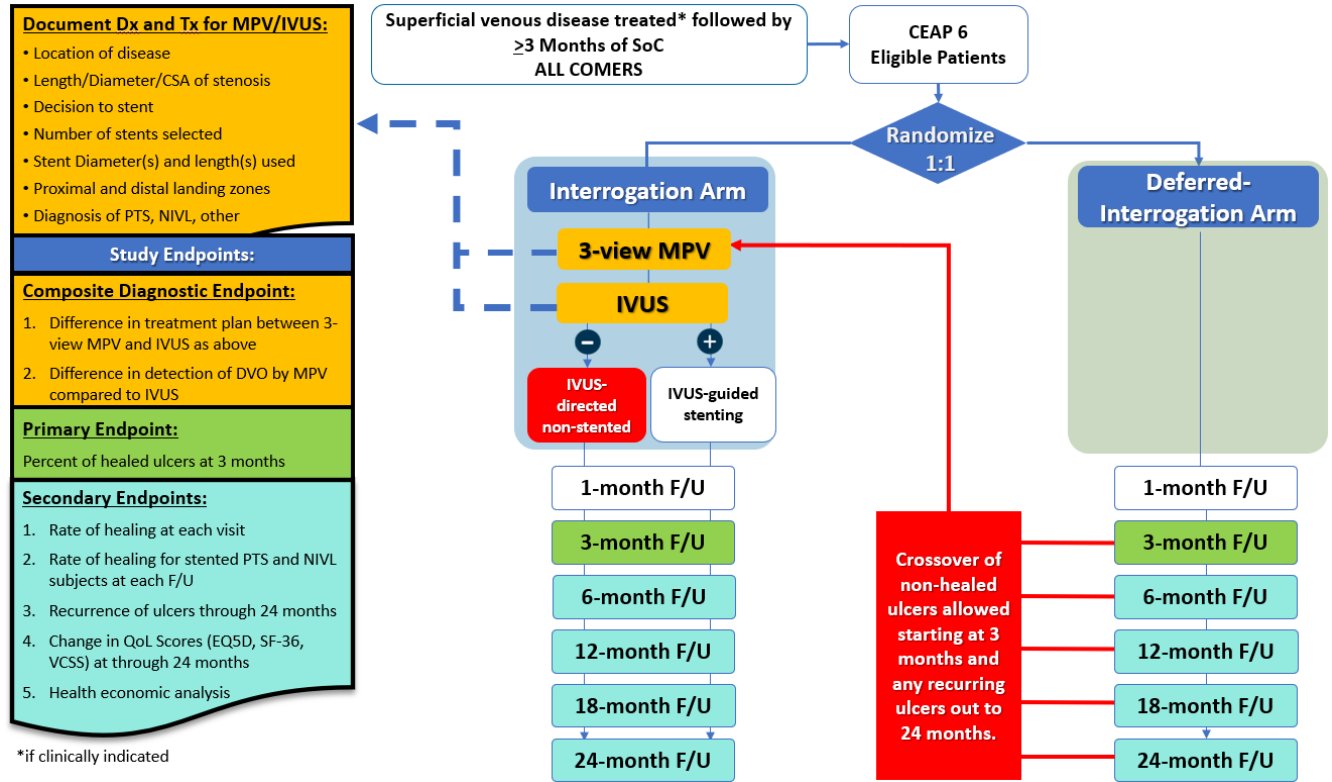 Document Dx and Tx for MPV/IVUS:
• Location of disease
• Length/Diameter/CSA of stenosis
• Decision to stent
• Number of stents selected
• Stent Diameter(s) and length(s) used
• Proximal and distal landing zones
• Diagnosis of PTS, NIVL, other
Study Endpoints:
Composite Diagnostic Endpoint:
1. Difference in treatment plan between 3-
view MPV and IVUS as above
2. Difference in detection of DVO by MPV
compared to IVUS
Primary Endpoint:
Percent of healed ulcers at 3 months
Secondary Endpoints:
1. Rate of healing at each visit
2. Rate of healing for stented PTS and NIVL
subjects at each F/U
3. Recurrence of ulcers through 24 months
4. Change in QoL Scores (EQ5D, SF-36,
VCSS) at through 24 months
5. Health economic analysis
*if clinically indicated
Superficial venous disease treated* followed by
≥3 Months of SoC
ALL COMERS
CEAP 6
Eligible Patients
Randomize
1:1
Interrogation Arm
3-view MPV
IVUS
−
+
IVUS-
directed
non-stented
IVUS-guided
stenting
1-month F/U
3-month F/U
6-month F/U
12-month F/U
18-month F/U
24-month F/U
Crossover of
non-healed
ulcers allowed
starting at 3
months and
any recurring
ulcers out to
24 months.
Deferred-
Interrogation Arm
1-month F/U
3-month F/U
6-month F/U
12-month F/U
18-month F/U
24-month F/U